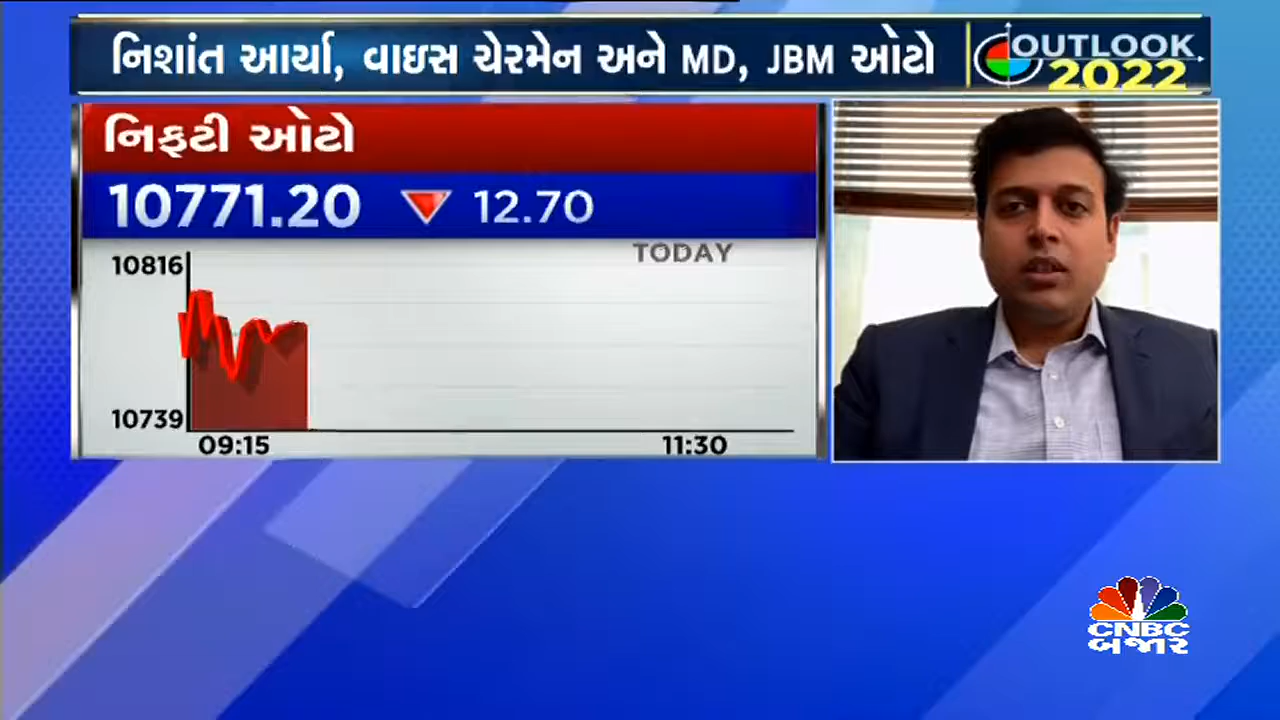 નિશાંત આર્યા, વાઇસ ચેરમેન અને MD, JBM ઓટો
OUTLOOK
2022
નિફ્ટી ઓટો
10771.20 12.70
TODAY
10816
10739
09:15 11:30
CNBC
બજાર